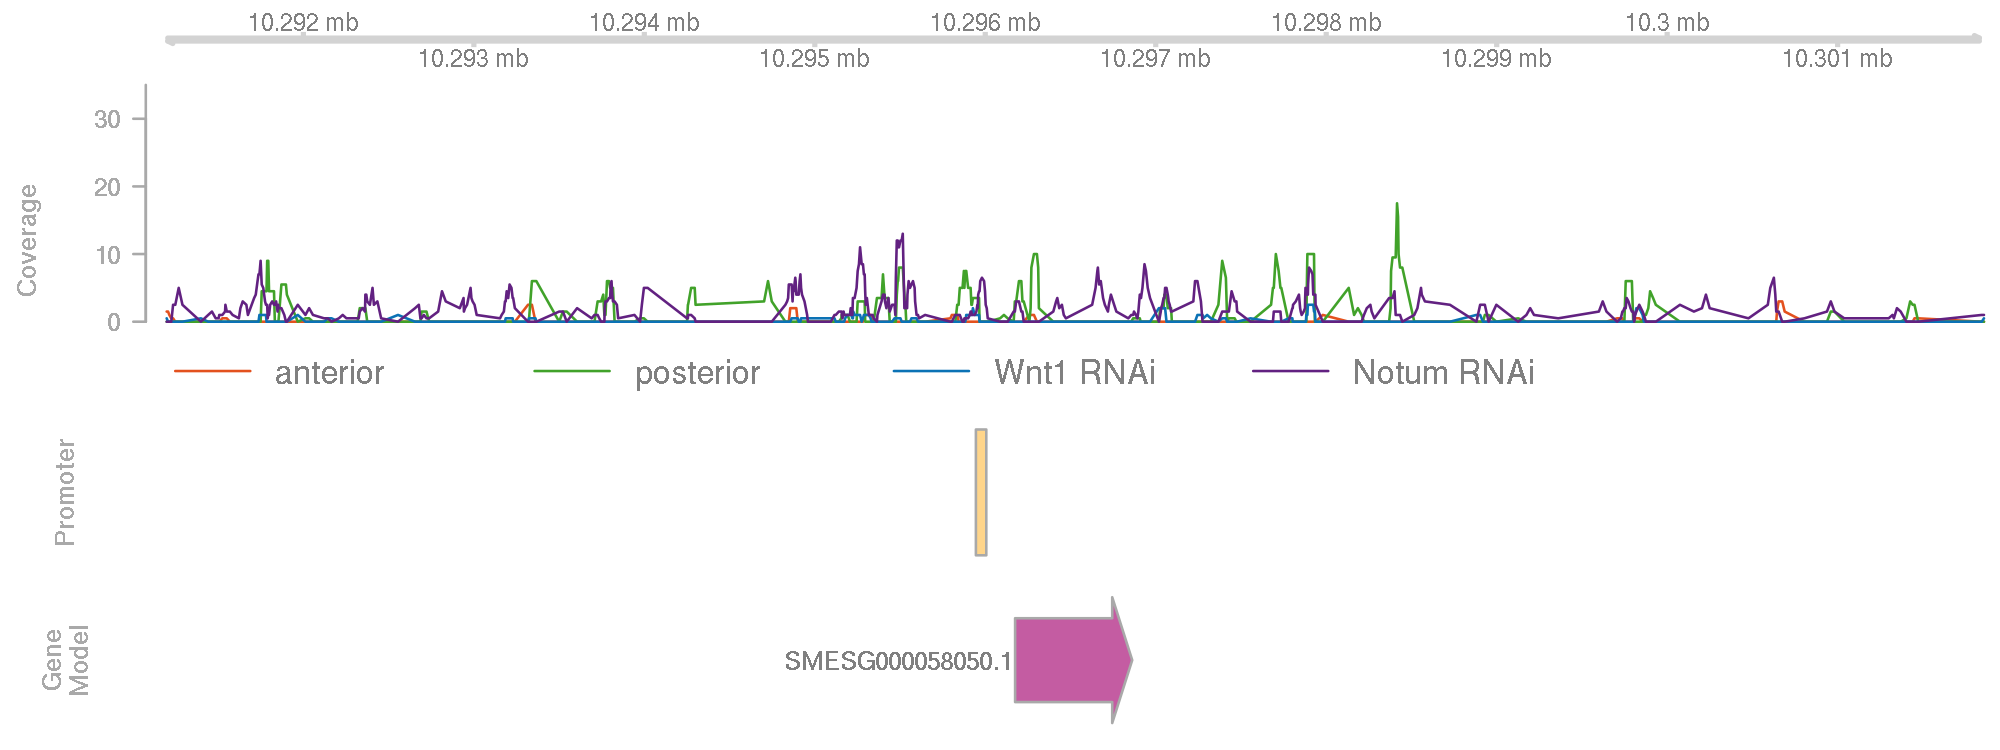 10.292 mb 10.294 mb 10.296 mb 10.298 mb 10.3 mb
10.293 mb 10.295 mb 10.297 mb 10.299 mb 10.301 mb
30
20
10
0
Coverage
anterior posterior Wnt1 RNAi Notum RNAi
Promoter
Gene
Model
SMESG000058050.1